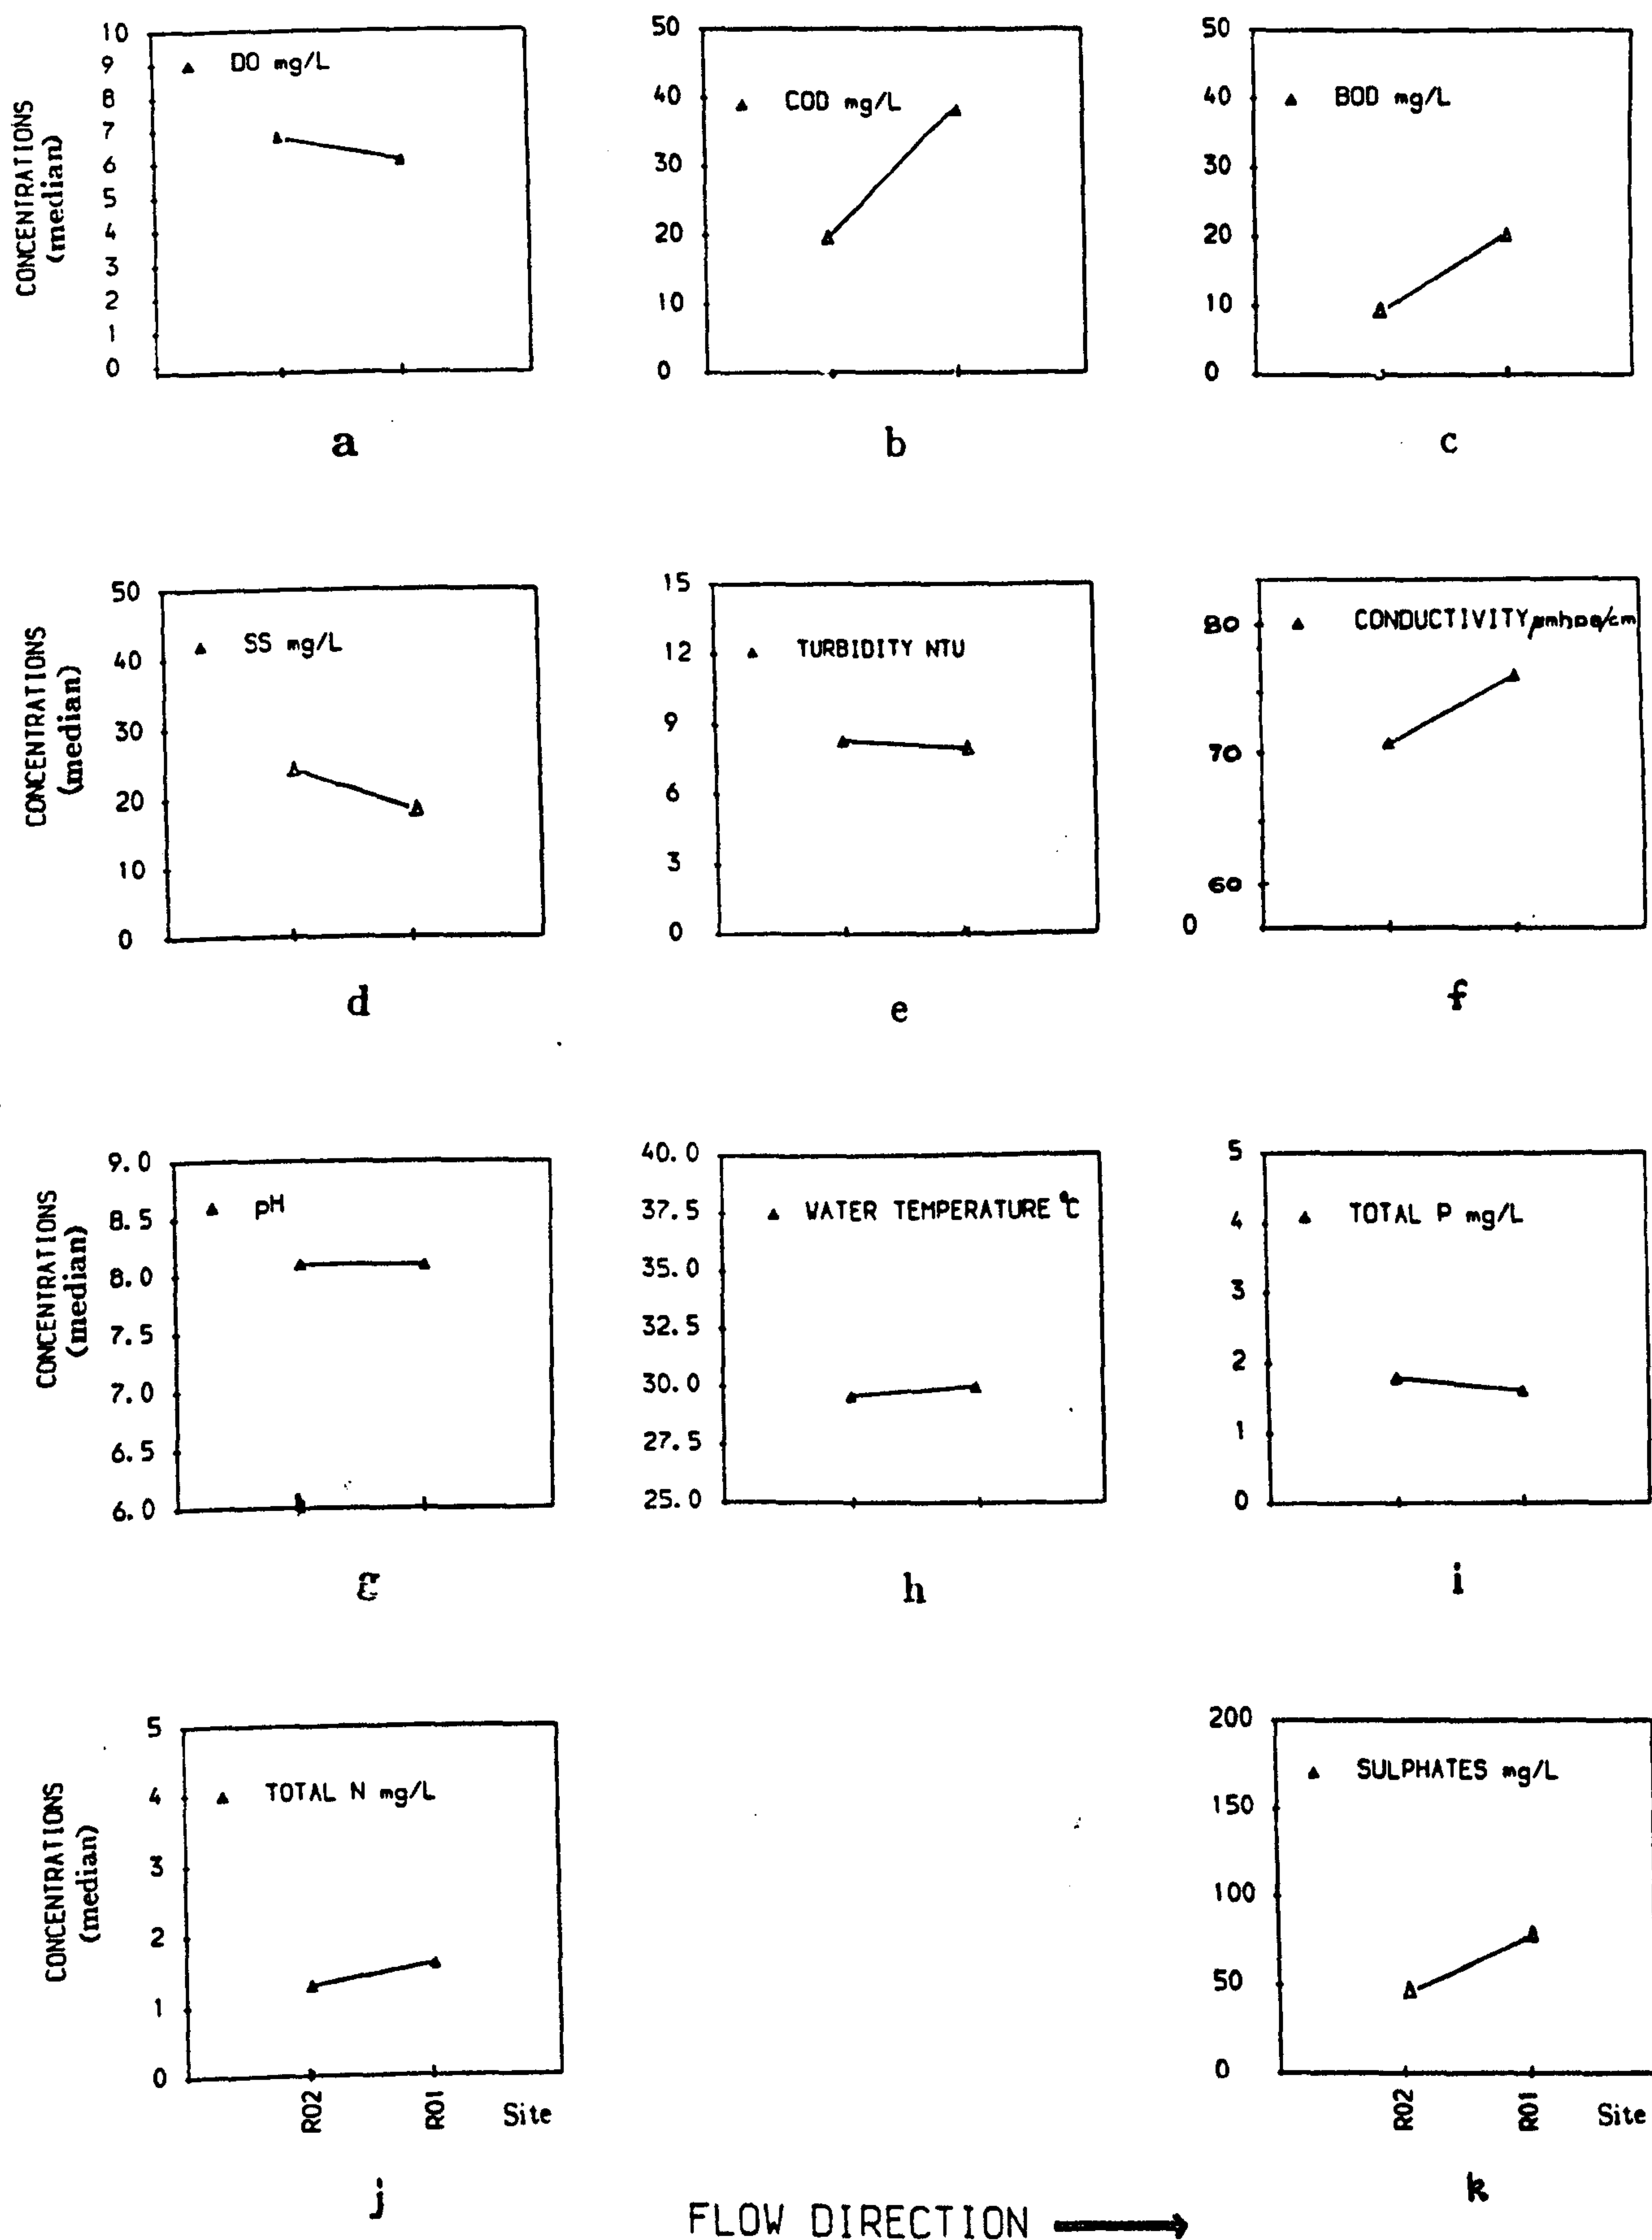 CONCENTRATIONS
(median)
10
9
8
7
6
5
4
3
2
1
0
▲ DO mg/L
a
50
40
30
20
10
0
▲ COD mg/L
b
50
40
30
20
10
0
▲ BOD mg/L
c
CONCENTRATIONS
(median)
50
40
30
20
10
0
▲ SS mg/L
d
15
12
9
6
3
0
▲ TURBIDITY NTU
e
80
70
60
0
▲ CONDUCTIVITY μmhos/cm
f
CONCENTRATIONS
(median)
9.0
8.5
8.0
7.5
7.0
6.5
6.0
▲ pH
g
40.0
37.5
35.0
32.5
30.0
27.5
25.0
▲ WATER TEMPERATURE °C
h
5
4
3
2
1
0
▲ TOTAL P mg/L
i
CONCENTRATIONS
(median)
5
4
3
2
1
0
▲ TOTAL N mg/L
R02 R01 Site
j
200
150
100
50
0
▲ SULPHATES mg/L
R02 R01 Site
k
FLOW DIRECTION →